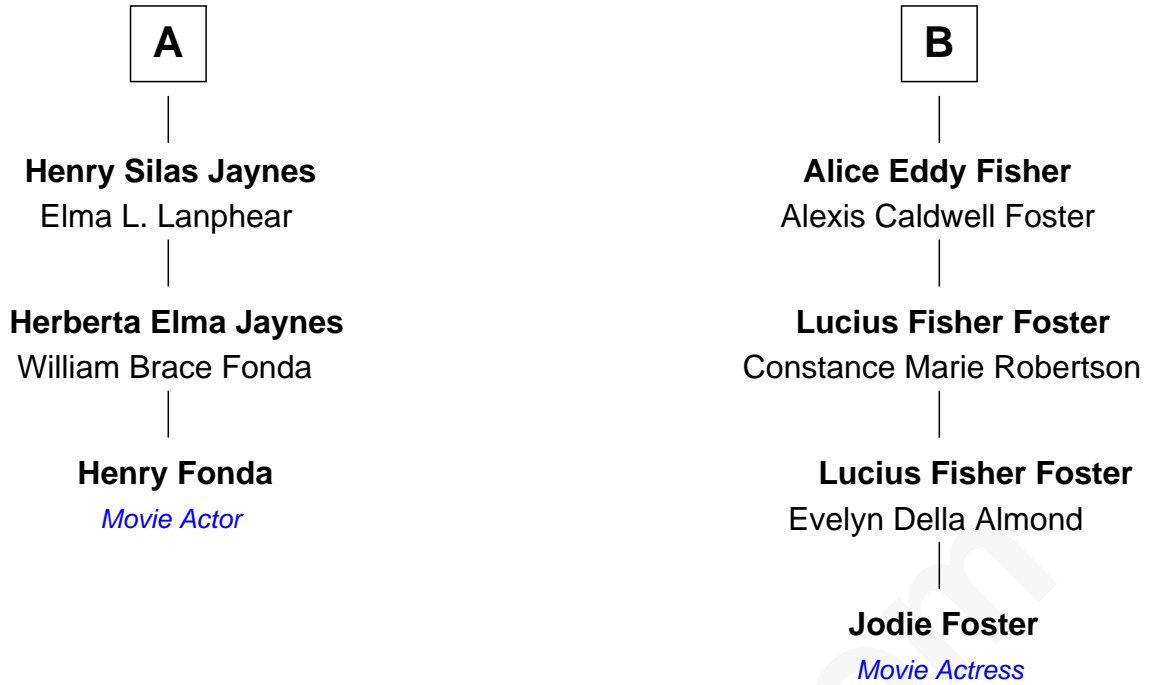 A
Henry Silas Jaynes
Elma L. Lanphear
Herberta Elma Jaynes
William Brace Fonda
Henry Fonda
Movie Actor
B
Alice Eddy Fisher
Alexis Caldwell Foster
Lucius Fisher Foster
Constance Marie Robertson
Lucius Fisher Foster
Evelyn Della Almond
Jodie Foster
Movie Actress